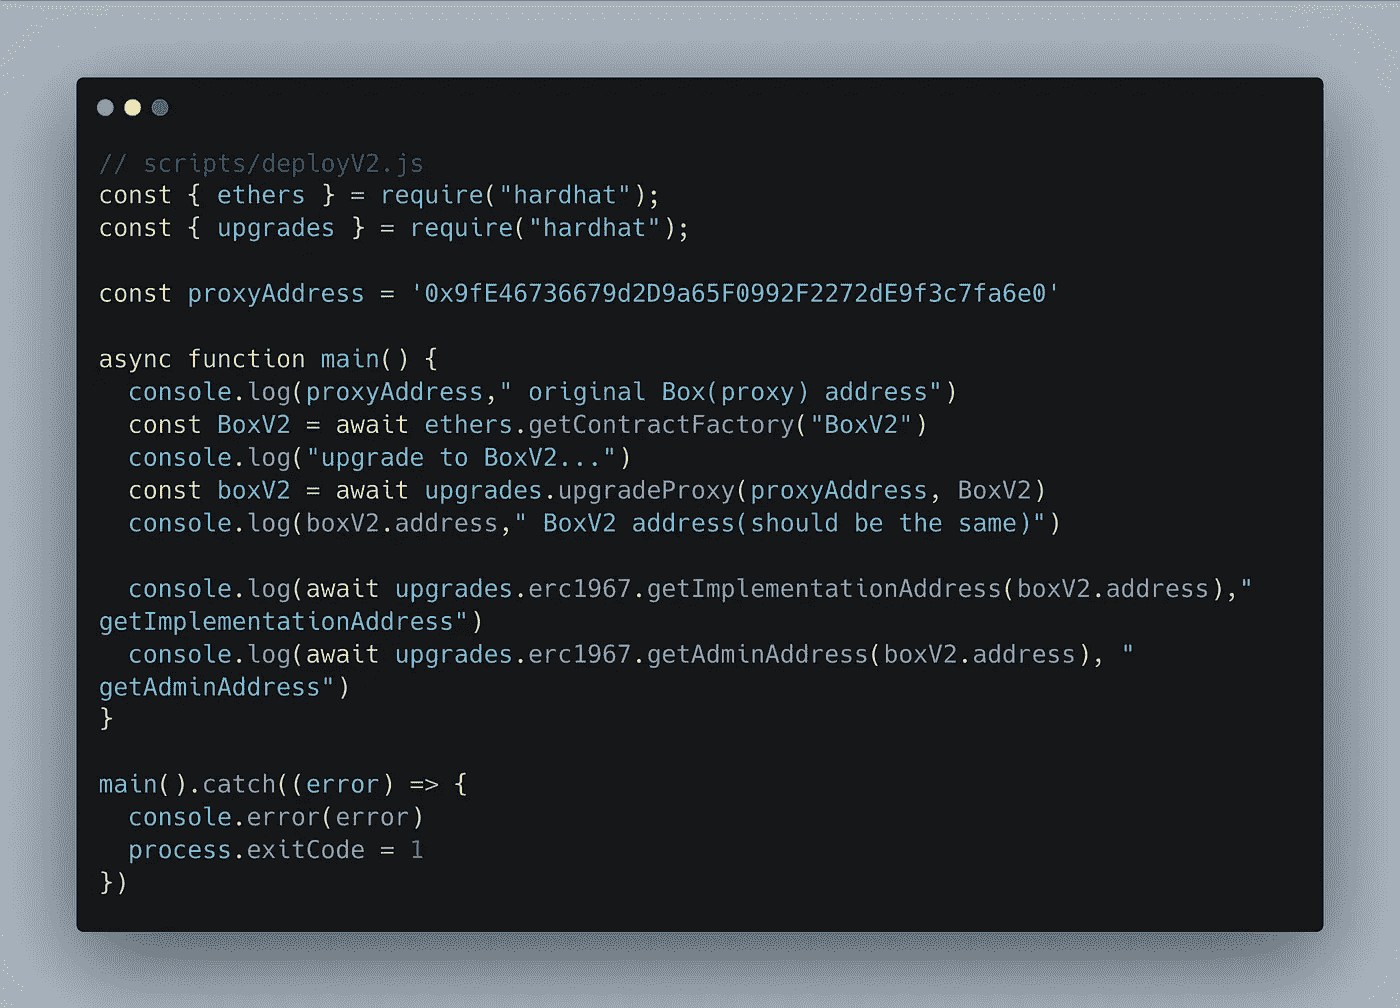 // scripts/deployV2.js
const { ethers } = require("hardhat");
const { upgrades } = require("hardhat");
const proxyAddress = '0x9fE46736679d2D9a65F0992F2272dE9f3c7fa6e0'
async function main() {
console.log(proxyAddress," original Box(proxy) address")
const BoxV2 = await ethers.getContractFactory("BoxV2")
console.log("upgrade to BoxV2...")
const boxV2 = await upgrades.upgradeProxy(proxyAddress, BoxV2)
console.log(boxV2.address," BoxV2 address(should be the same)")
console.log(await upgrades.erc1967.getImplementationAddress(boxV2.address),"
getImplementationAddress")
console.log(await upgrades.erc1967.getAdminAddress(boxV2.address), "
getAdminAddress")
}
main().catch((error) => {
console.error(error)
process.exitCode = 1
})